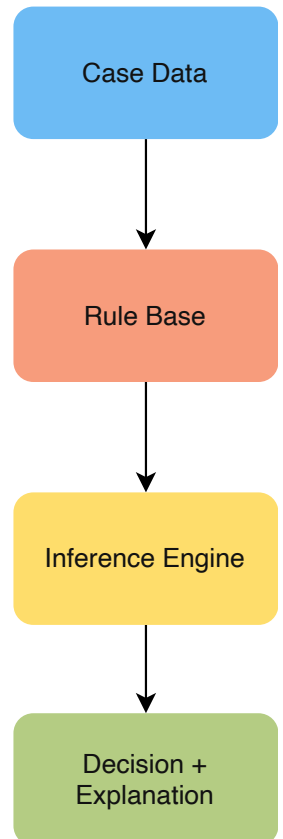 Case Data
Rule Base
Inference Engine
Decision +
Explanation